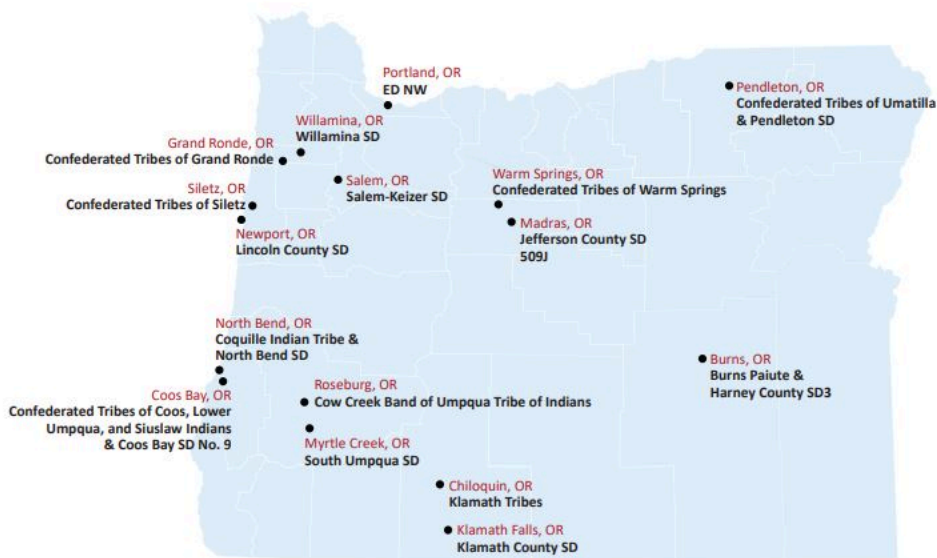 Portland, OR
ED NW
Pendleton, OR
Confederated Tribes of Umatilla
& Pendleton SD
Willamina, OR
Willamina SD
Grand Ronde, OR
Confederated Tribes of Grand Ronde
Salem, OR
Salem-Keizer SD
Warm Springs, OR
Confederated Tribes of Warm Springs
Siletz, OR
Confederated Tribes of Siletz
Madras, OR
Jefferson County SD
509J
Newport, OR
Lincoln County SD
North Bend, OR
Coquille Indian Tribe &
North Bend SD
Burns, OR
Burns Paiute &
Harney County SD3
Coos Bay, OR
Confederated Tribes of Coos, Lower
Umpqua, and Siuslaw Indians
& Coos Bay SD No. 9
Roseburg, OR
Cow Creek Band of Umpqua Tribe of Indians
Myrtle Creek, OR
South Umpqua SD
Chiloquin, OR
Klamath Tribes
Klamath Falls, OR
Klamath County SD